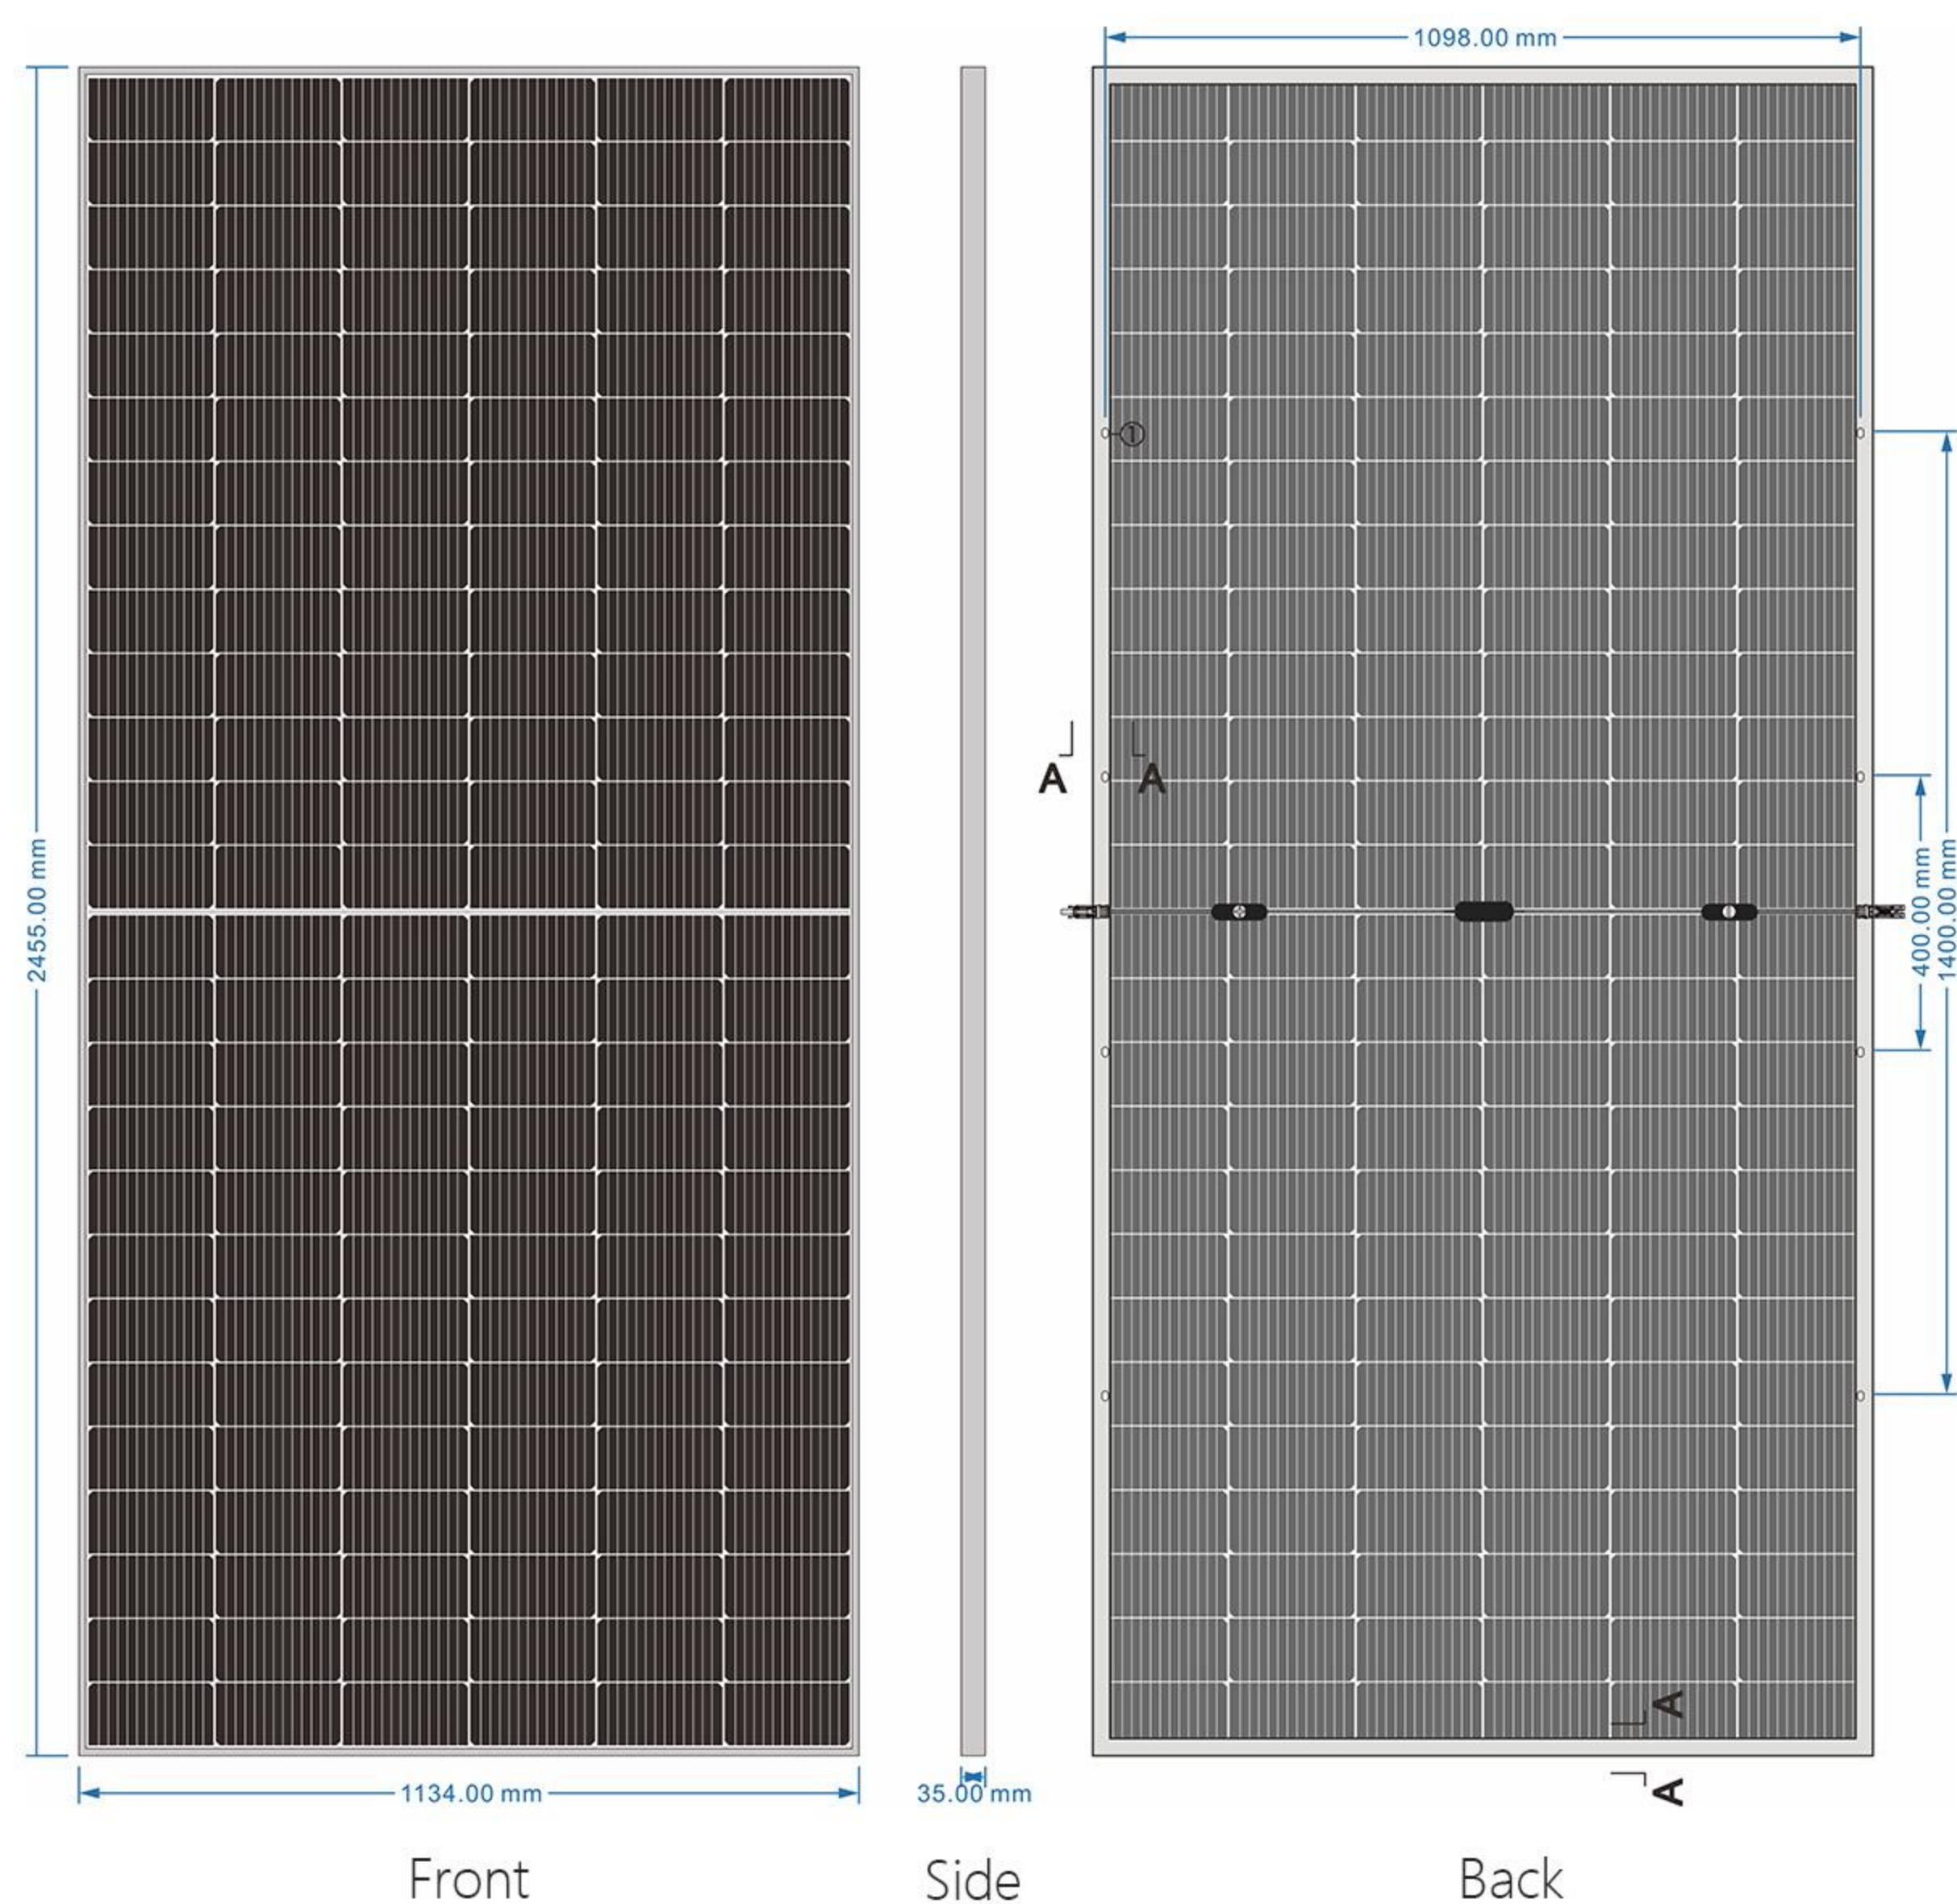 1098.00 mm
①
A A
2455.00 mm
400.00 mm
1400.00 mm
A
1134.00 mm
35.00 mm
A
Front
Side
Back